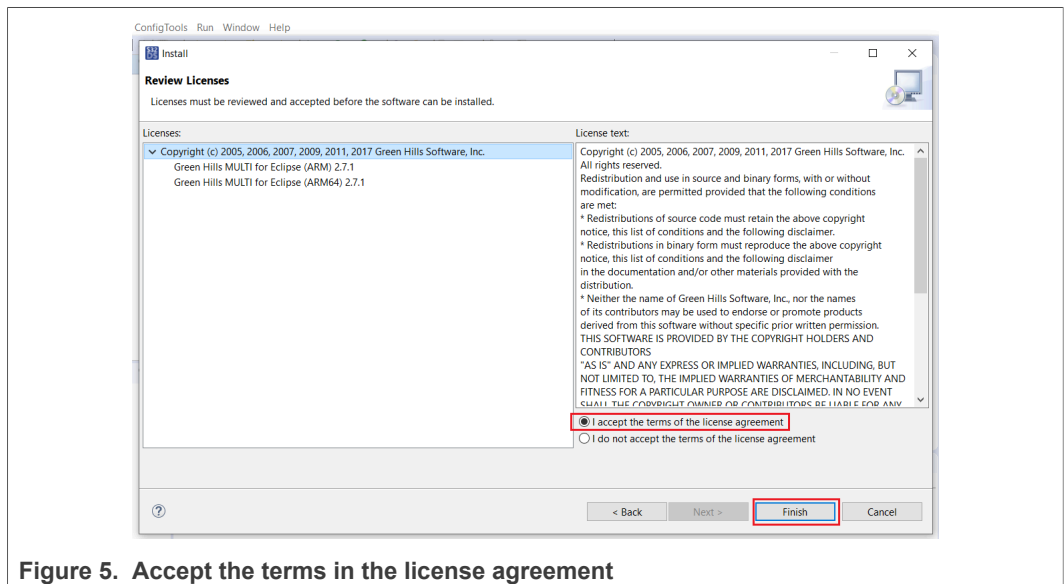 ConfigTools Run Window Help
Install
Review Licenses
Licenses must be reviewed and accepted before the software can be installed.
Licenses:
Copyright (c) 2005, 2006, 2007, 2009, 2011, 2017 Green Hills Software, Inc.
Green Hills MULTI for Eclipse (ARM) 2.7.1
Green Hills MULTI for Eclipse (ARM64) 2.7.1
License text:
Copyright (c) 2005, 2006, 2007, 2009, 2011, 2017 Green Hills Software, Inc.
All rights reserved.
Redistribution and use in source and binary forms, with or without
modification, are permitted provided that the following conditions
are met:
* Redistributions of source code must retain the above copyright
notice, this list of conditions and the following disclaimer.
* Redistributions in binary form must reproduce the above copyright
notice, this list of conditions and the following disclaimer
in the documentation and/or other materials provided with the
distribution.
* Neither the name of Green Hills Software, Inc., nor the names
of its contributors may be used to endorse or promote products
derived from this software without specific prior written permission.
THIS SOFTWARE IS PROVIDED BY THE COPYRIGHT HOLDERS AND
CONTRIBUTORS
"AS IS" AND ANY EXPRESS OR IMPLIED WARRANTIES, INCLUDING, BUT
NOT LIMITED TO, THE IMPLIED WARRANTIES OF MERCHANTABILITY AND
FITNESS FOR A PARTICULAR PURPOSE ARE DISCLAIMED. IN NO EVENT
SHALL THE COPYRIGHT OWNER OR CONTRIBUTORS BE LIABLE FOR ANY
I accept the terms of the license agreement
I do not accept the terms of the license agreement
? < Back Next > Finish Cancel
Figure 5. Accept the terms in the license agreement